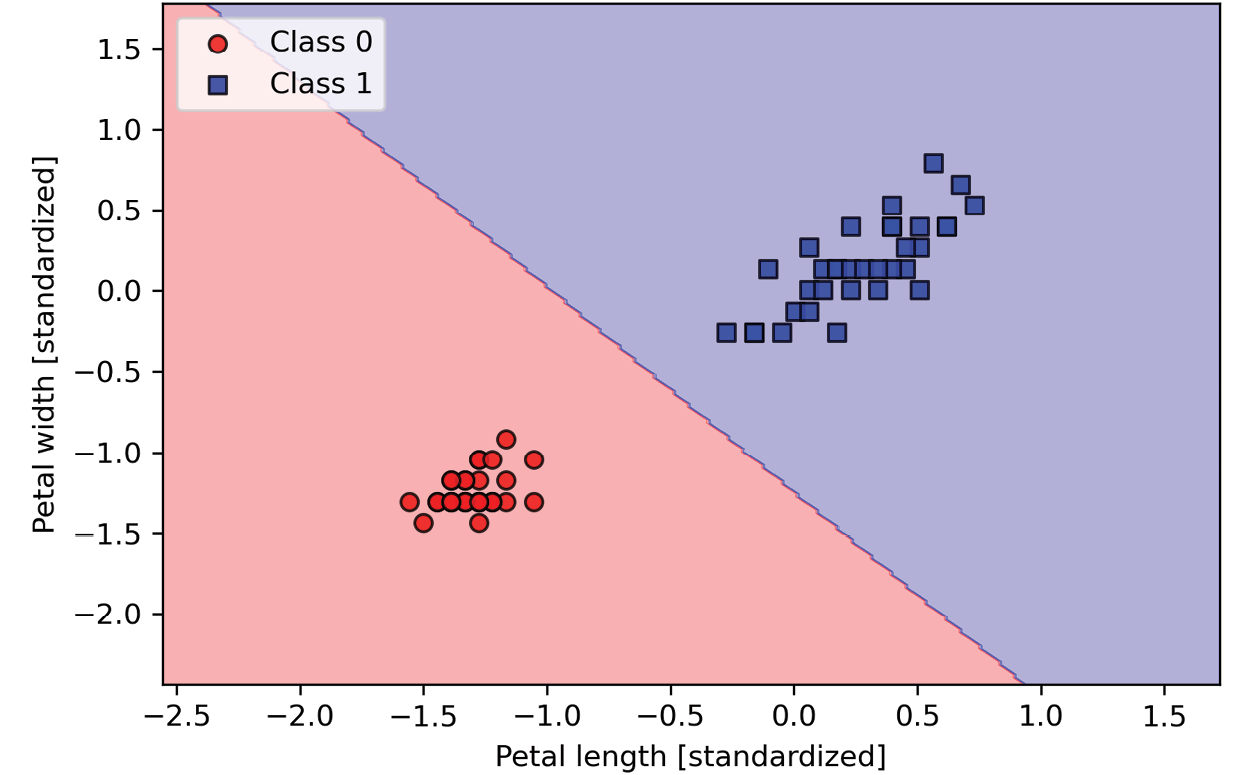 Class 0
Class 1
1.5
1.0
0.5
0.0
−0.5
−1.0
−1.5
−2.0
Petal width [standardized]
−2.5 −2.0 −1.5 −1.0 −0.5 0.0 0.5 1.0 1.5
Petal length [standardized]